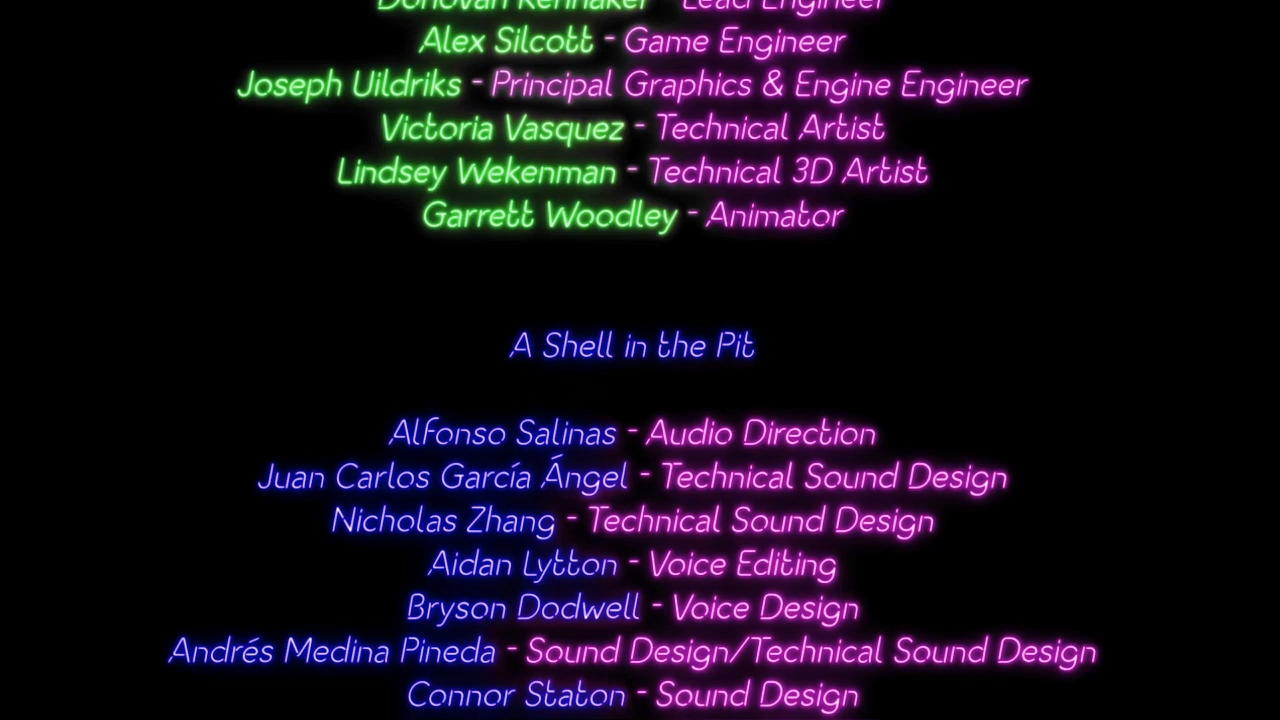 Donovan Kennaker - Lead Engineer
Alex Silcott - Game Engineer
Joseph Uildriks - Principal Graphics & Engine Engineer
Victoria Vasquez - Technical Artist
Lindsey Wekenman - Technical 3D Artist
Garrett Woodley - Animator
A Shell in the Pit
Alfonso Salinas - Audio Direction
Juan Carlos García Ángel - Technical Sound Design
Nicholas Zhang - Technical Sound Design
Aidan Lytton - Voice Editing
Bryson Dodwell - Voice Design
Andrés Medina Pineda - Sound Design/Technical Sound Design
Connor Staton - Sound Design